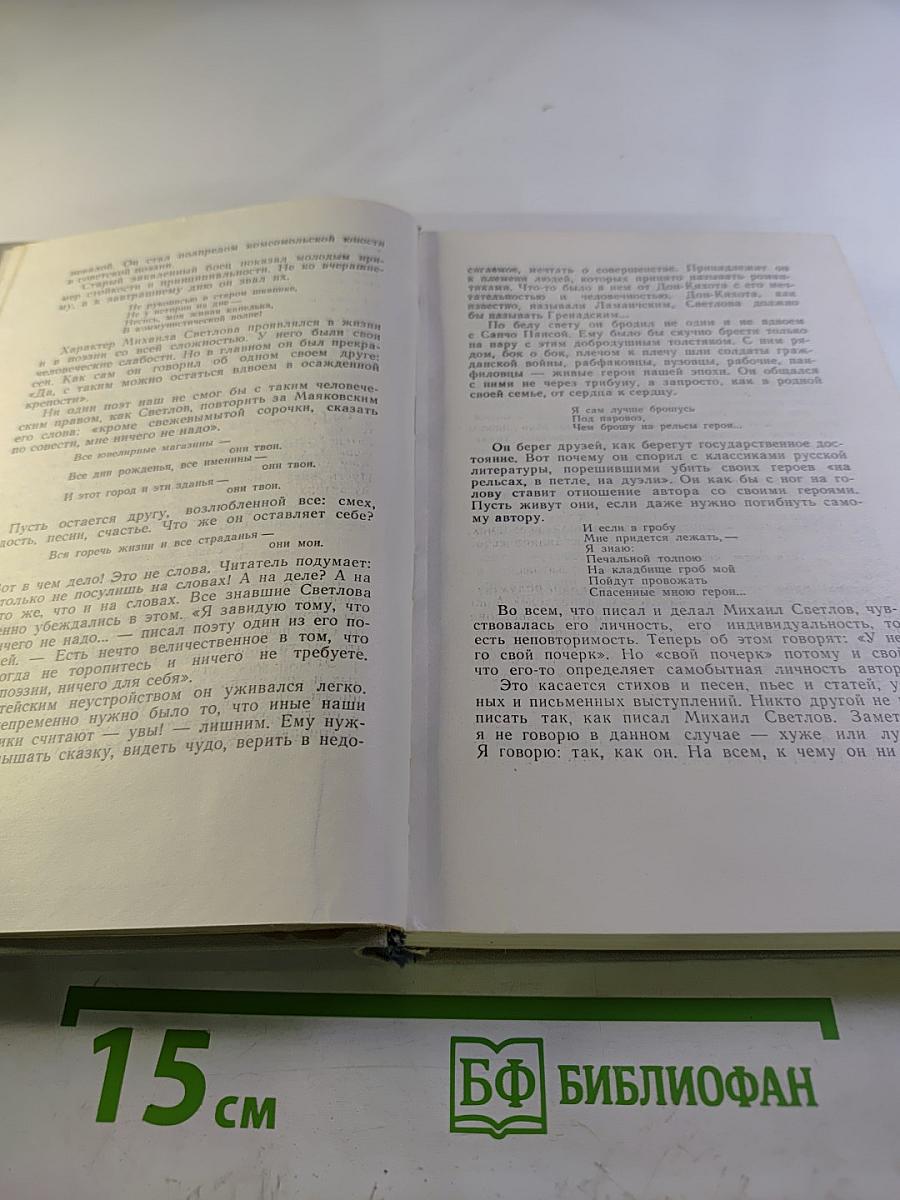 невалой. Он стал полпредом комсомольской юности
в советской поэзии.
Старый закаленный боец показал молодым при-
мер стойкости и принципиальности. Не ко вчерашне-
му, а к завтрашнему дню он звал их.
Не рукописью в старом шкапике,
Не у истории на дне —
Несись, моя живая капелька,
В коммунистической волне!
Характер Михаила Светлова проявлялся в жизни
и в поэзии со всей сложностью. У него были свои
человеческие слабости. Но в главном он был прекра-
сен. Как сам он говорил об одном своем друге:
«Да, с таким можно остаться вдвоем в осажденной
крепости».
Ни один поэт наш не смог бы с таким человече-
ским правом, как Светлов, повторить за Маяковским
его слова: «кроме свежевымытой сорочки, сказать
по совести, мне ничего не надо».
Все ювелирные магазины —
они твои.
Все дни рожденья, все именины —
они твои.
И этот город и эти зданья —
они твои.
Пусть остается другу, возлюбленной все: смех,
дость, песни, счастье. Что же он оставляет себе?
Вся горечь жизни и все страданья —
они мои.
Вот в чем дело! Это не слова. Читатель подумает:
только не посулишь на словах! А на деле? А на
то же, что и на словах. Все знавшие Светлова
енно убеждались в этом. «Я завидую тому, что
ичего не надо... — писал поэту один из его по-
ей. — Есть нечто величественное в том, что
огда не торопитесь и ничего не требуете.
поэзии, ничего для себя».
тейским неустройством он уживался легко.
епременно нужно было то, что иные наши
ики считают — увы! — лишним. Ему нуж-
ышать сказку, видеть чудо, верить в недо-
сягаемое, мечтать о совершенстве. Принадлежит он
к племени людей, которых принято называть роман-
тиками. Что-то было в нем от Дон-Кихота с его меч-
тательностью и человечностью. Дон-Кихота, как
известно, называли Ламанчским. Светлова должно
бы называть Гренадским...
По белу свету он бродил не один и не вдвоем
с Санчо Пансой. Ему было бы скучно брести только
на пару с этим добродушным толстяком. С ним ря-
дом, бок о бок, плечом к плечу шли солдаты граж-
данской войны, рабфаковцы, вузовцы, рабочие, пан-
филовцы — живые герои нашей эпохи. Он общался
с ними не через трибуну, а запросто, как в родной
своей семье, от сердца к сердцу.
Я сам лучше брошусь
Под паровоз,
Чем брошу на рельсы героя...
Он берег друзей, как берегут государственное дос-
тояние. Вот почему он спорил с классиками русской
литературы, порешившими убить своих героев «на
рельсах, в петле, на дуэли». Он как бы с ног на го-
лову ставит отношение автора со своими героями.
Пусть живут они, если даже нужно погибнуть само-
му автору.
И если в гробу
Мне придется лежать,—
Я знаю:
Печальной толпою
На кладбище гроб мой
Пойдут провожать
Спасенные мною герои...
Во всем, что писал и делал Михаил Светлов, чув-
ствовалась его личность, его индивидуальность, то
есть неповторимость. Теперь об этом говорят: «У не
го свой почерк». Но «свой почерк» потому и свой
что его-то определяет самобытная личность автор
Это касается стихов и песен, пьес и статей, у
ных и письменных выступлений. Никто другой не
писать так, как писал Михаил Светлов. Замет
я не говорю в данном случае — хуже или лу
Я говорю: так, как он. На всем, к чему он ни
15 см
БФ БИБЛИОФАН